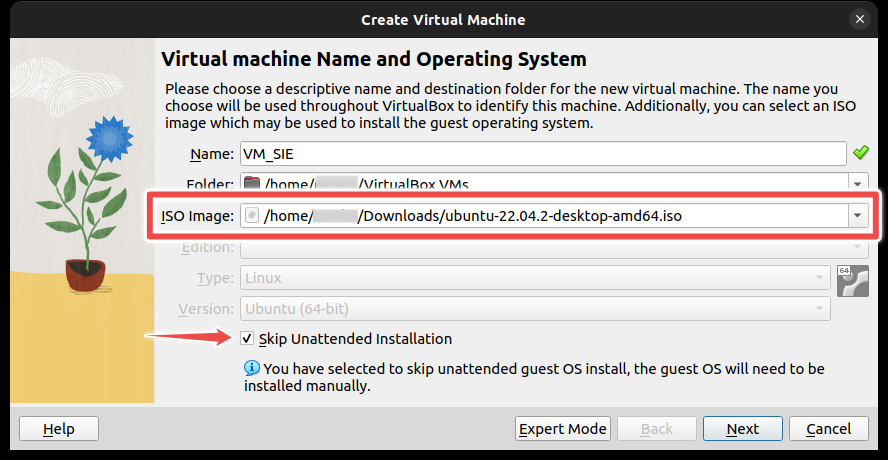 Create Virtual Machine
Virtual machine Name and Operating System
Please choose a descriptive name and destination folder for the new virtual machine. The name you
choose will be used throughout VirtualBox to identify this machine. Additionally, you can select an ISO
image which may be used to install the guest operating system.
Name: VM_SIE
Folder: /home/ /VirtualBox VMs
ISO Image: /home/ /Downloads/ubuntu-22.04.2-desktop-amd64.iso
Edition:
Type: Linux
64
Version: Ubuntu (64-bit)
Skip Unattended Installation
You have selected to skip unattended guest OS install, the guest OS will need to be
installed manually.
Help Expert Mode Back Next Cancel